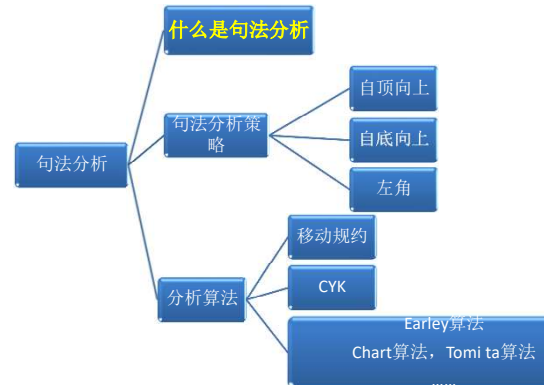 什么是句法分析
自顶向上
句法分析策
略
自底向上
句法分析
左角
移动规约
分析算法
CYK
Earley算法
Chart算法，Tomi ta算法
……